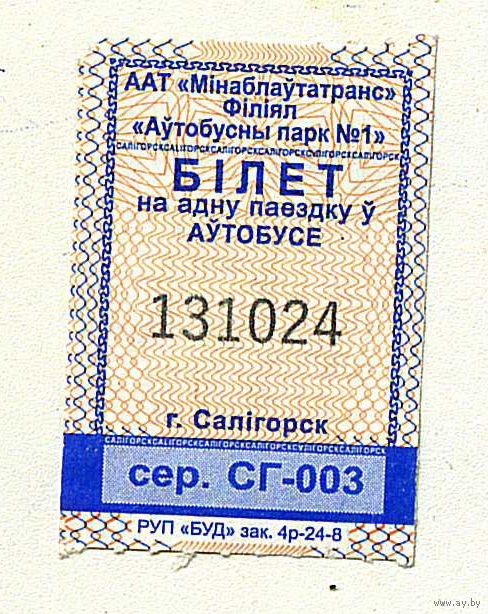 ААТ «Мінаблаўтатранс»
Філіял
«Аўтобусны парк №1»
САЛІГОРСКСАЛІГОРСКСАЛІГОРСКСАЛІГОРСКСАЛІГОРСК
БІЛЕТ
на адну паездку ў
АЎТОБУСЕ
131024
г. Салігорск
САЛІГОРСКСАЛІГОРСКСАЛІГОРСКСАЛІГОРСКСАЛІГОРСК
сер. СГ-003
РУП «БУД» зак. 4р-24-8
www.ay.by